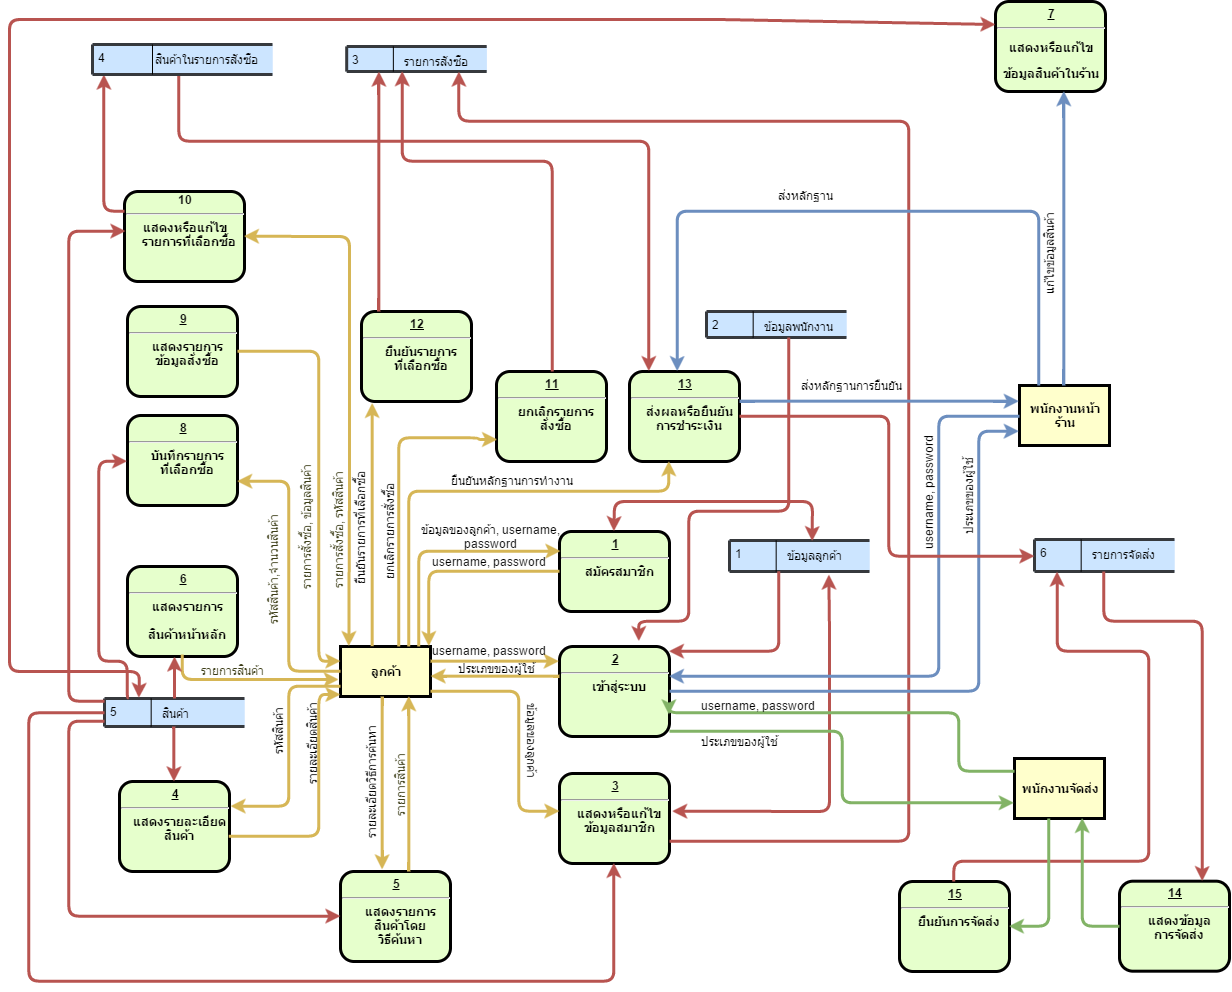 7
แสดงหรือแก้ไข
ข้อมูลสินค้าในร้าน
4
สินค้าในรายการสั่งซื้อ
3
รายการสั่งซื้อ
10
แสดงหรือแก้ไข
รายการที่เลือกซื้อ
ส่งหลักฐาน
แก้ไขข้อมูลสินค้า
9
แสดงรายการ
ข้อมูลสั่งซื้อ
12
ยืนยันรายการ
ที่เลือกซื้อ
2
ข้อมูลพนักงาน
11
ยกเลิกรายการ
สั่งซื้อ
13
ส่งผลหรือยืนยัน
การชำระเงิน
ส่งหลักฐานการยืนยัน
พนักงานหน้า
ร้าน
8
บันทึกรายการ
ที่เลือกซื้อ
รหัสสินค้า,จำนวนสินค้า
รายการสั่งซื้อ, ข้อมูลสินค้า
รายการสั่งซื้อ, รหัสสินค้า
ยืนยันรายการที่เลือกซื้อ
ยกเลิกรายการสั่งซื้อ
ยืนยันหลักฐานการทำงาน
username, password
ประเภทของผู้ใช้
ข้อมูลของลูกค้า, username,
password
username, password
1
สมัครสมาชิก
1
ข้อมูลลูกค้า
6
รายการจัดส่ง
6
แสดงรายการ
สินค้าหน้าหลัก
รายการสินค้า
ลูกค้า
username, password
ประเภทของผู้ใช้
2
เข้าสู่ระบบ
5
สินค้า
username, password
ประเภทของผู้ใช้
รหัสสินค้า
รายละเอียดสินค้า
รายละเอียดวิธีการค้นหา
รายการสินค้า
ข้อมูลของลูกค้า
4
แสดงรายละเอียด
สินค้า
3
แสดงหรือแก้ไข
ข้อมูลสมาชิก
พนักงานจัดส่ง
5
แสดงรายการ
สินค้าโดย
วิธีค้นหา
15
ยืนยันการจัดส่ง
14
แสดงข้อมูล
การจัดส่ง